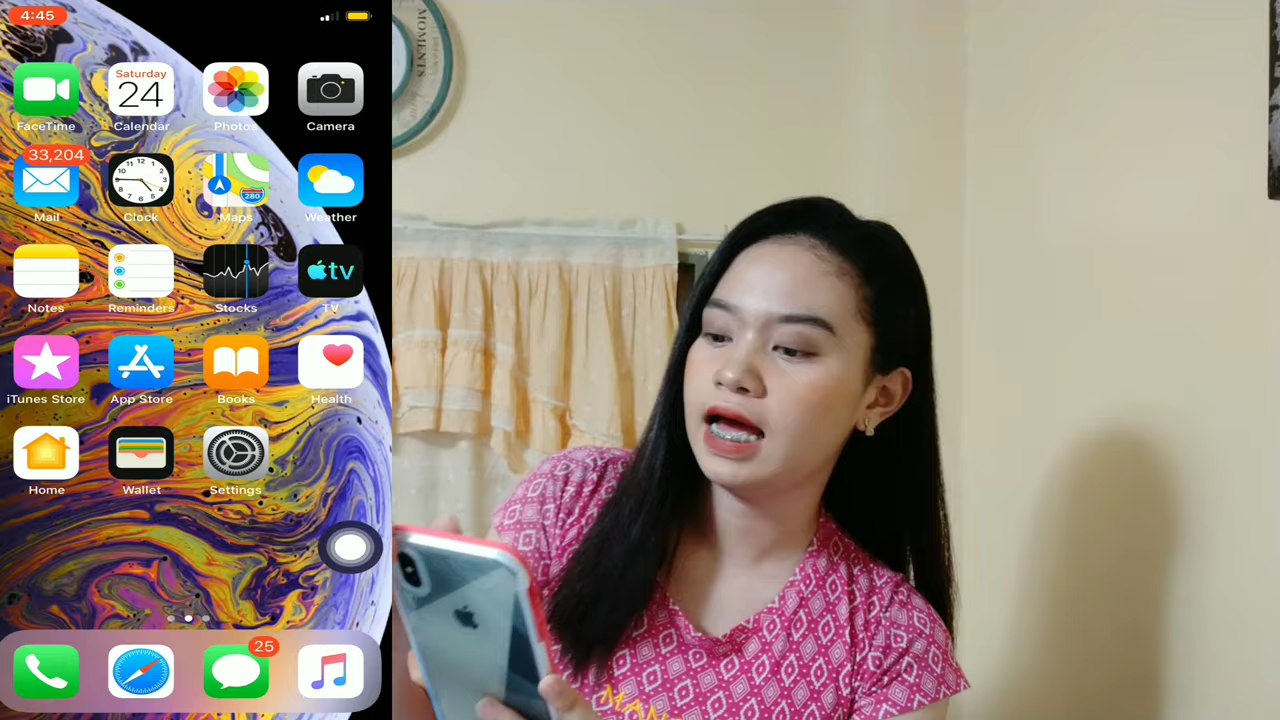 4:45
MOMENTS
Saturday
24
FaceTime
Calendar
Photos
Camera
33,204
280
Mail
Clock
Maps
Weather
tv
Notes
Reminders
Stocks
TV
iTunes Store
App Store
Books
Health
Home
Wallet
Settings
25